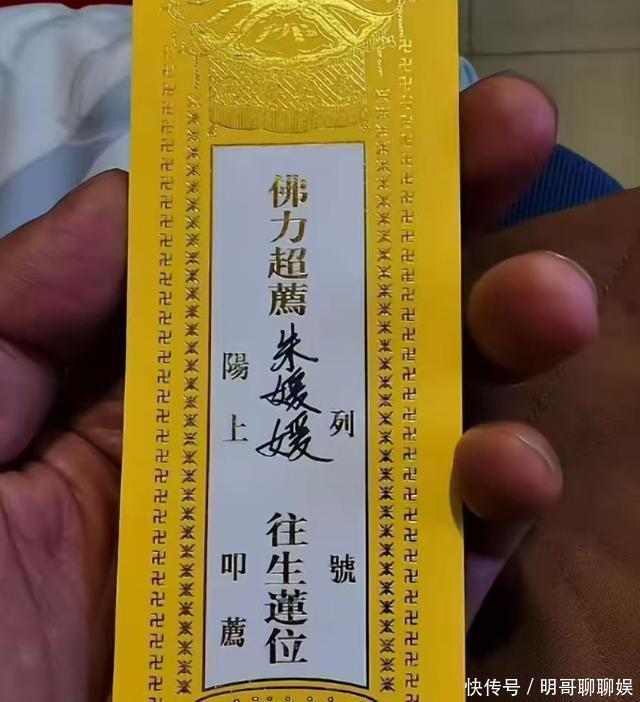 佛力超薦朱媛媛往生蓮位
列號
陽上叩薦
快传号/明哥聊聊娱